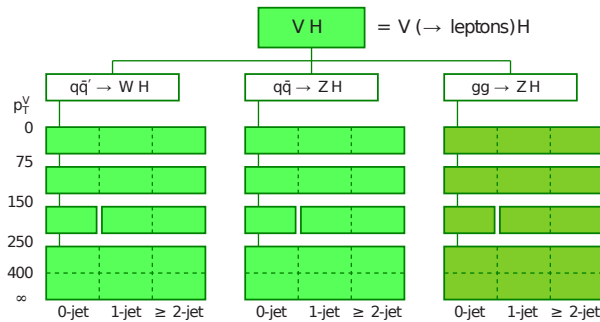 V H = V (→ leptons) H
qq̄′ → W H qq̄ → Z H gg → Z H
p_T^V
0
75
150
250
400
∞
0-jet 1-jet ≥ 2-jet 0-jet 1-jet ≥ 2-jet 0-jet 1-jet ≥ 2-jet